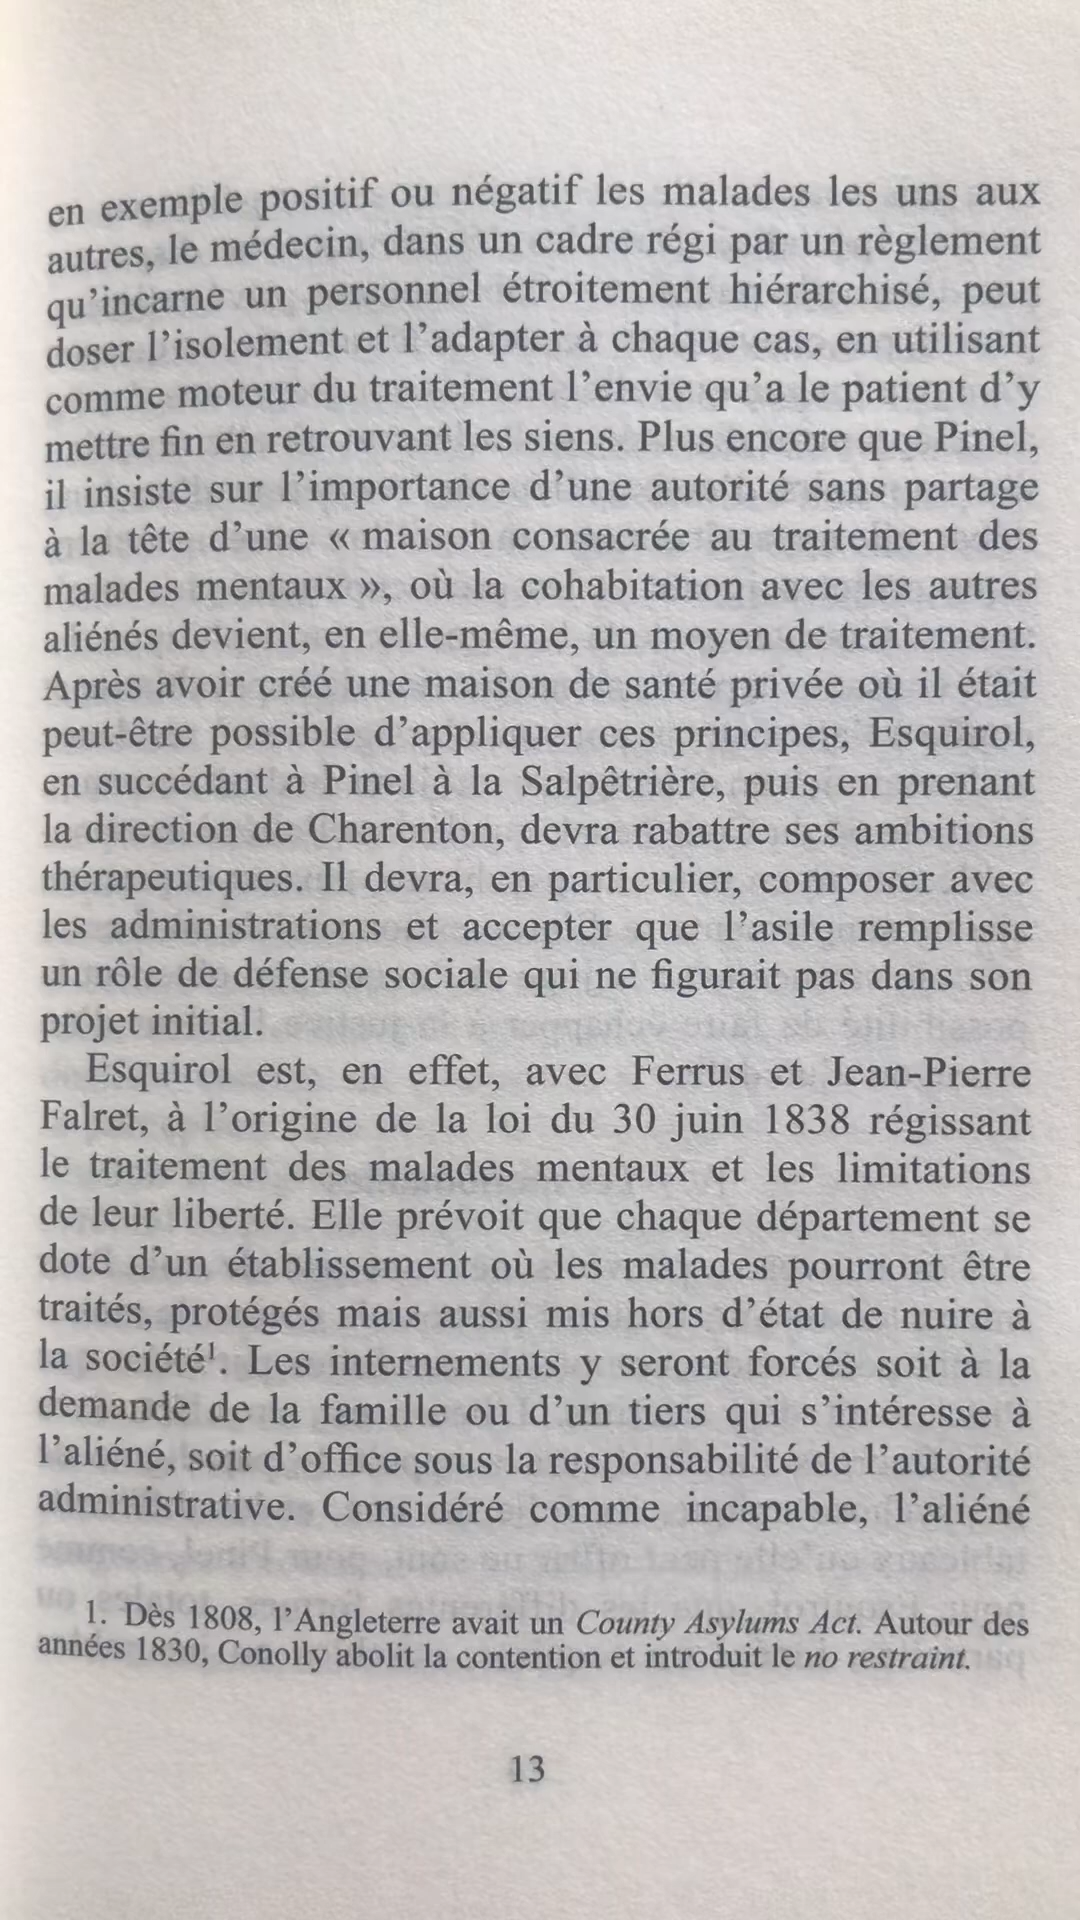 en exemple positif ou négatif les malades les uns aux
autres, le médecin, dans un cadre régi par un règlement
qu'incarne un personnel étroitement hiérarchisé, peut
doser l'isolement et l'adapter à chaque cas, en utilisant
comme moteur du traitement l'envie qu'a le patient d'y
mettre fin en retrouvant les siens. Plus encore que Pinel,
il insiste sur l'importance d'une autorité sans partage
à la tête d'une « maison consacrée au traitement des
malades mentaux », où la cohabitation avec les autres
aliénés devient, en elle-même, un moyen de traitement.
Après avoir créé une maison de santé privée où il était
peut-être possible d'appliquer ces principes, Esquirol,
en succédant à Pinel à la Salpêtrière, puis en prenant
la direction de Charenton, devra rabattre ses ambitions
thérapeutiques. Il devra, en particulier, composer avec
les administrations et accepter que l'asile remplisse
un rôle de défense sociale qui ne figurait pas dans son
projet initial.
Esquirol est, en effet, avec Ferrus et Jean-Pierre
Falret, à l'origine de la loi du 30 juin 1838 régissant
le traitement des malades mentaux et les limitations
de leur liberté. Elle prévoit que chaque département se
dote d'un établissement où les malades pourront être
traités, protégés mais aussi mis hors d'état de nuire à
la société¹. Les internements y seront forcés soit à la
demande de la famille ou d'un tiers qui s'intéresse à
l'aliéné, soit d'office sous la responsabilité de l'autorité
administrative. Considéré comme incapable, l'aliéné
1. Dès 1808, l'Angleterre avait un County Asylums Act. Autour des
années 1830, Conolly abolit la contention et introduit le no restraint.
13